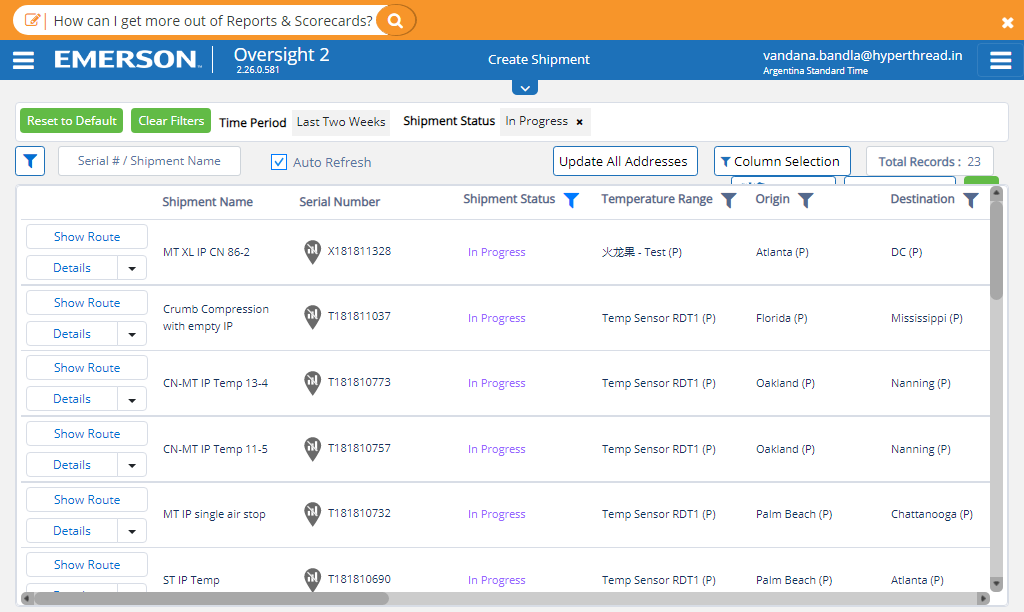 How can I get more out of Reports & Scorecards?
EMERSON
Oversight 2
2.26.0.581
Create Shipment
vandana.bandla@hyperthread.in
Argentina Standard Time
Reset to Default
Clear Filters
Time Period
Last Two Weeks
Shipment Status
In Progress ×
Serial # / Shipment Name
Auto Refresh
Update All Addresses
Column Selection
Total Records : 23
Shipment Name
Serial Number
Shipment Status
Temperature Range
Origin
Destination
Show Route
Details
MT XL IP CN 86-2
X181811328
In Progress
火龙果 - Test (P)
Atlanta (P)
DC (P)
Show Route
Details
Crumb Compression
with empty IP
T181811037
In Progress
Temp Sensor RDT1 (P)
Florida (P)
Mississippi (P)
Show Route
Details
CN-MT IP Temp 13-4
T181810773
In Progress
Temp Sensor RDT1 (P)
Oakland (P)
Nanning (P)
Show Route
Details
CN-MT IP Temp 11-5
T181810757
In Progress
Temp Sensor RDT1 (P)
Oakland (P)
Nanning (P)
Show Route
Details
MT IP single air stop
T181810732
In Progress
Temp Sensor RDT1 (P)
Palm Beach (P)
Chattanooga (P)
Show Route
ST IP Temp
T181810690
In Progress
Temp Sensor RDT1 (P)
Palm Beach (P)
Atlanta (P)